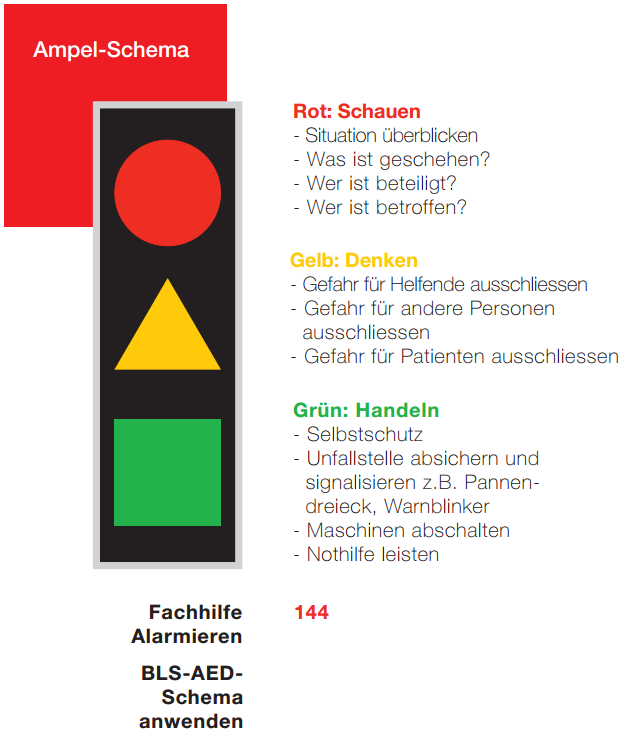 Ampel-Schema
Rot: Schauen
- Situation überblicken
- Was ist geschehen?
- Wer ist beteiligt?
- Wer ist betroffen?
Gelb: Denken
- Gefahr für Helfende ausschliessen
- Gefahr für andere Personen
ausschliessen
- Gefahr für Patienten ausschliessen
Grün: Handeln
- Selbstschutz
- Unfallstelle absichern und
signalisieren z.B. Pannen-
dreieck, Warnblinker
- Maschinen abschalten
- Nothilfe leisten
Fachhilfe 144
Alarmieren
BLS-AED-
Schema
anwenden